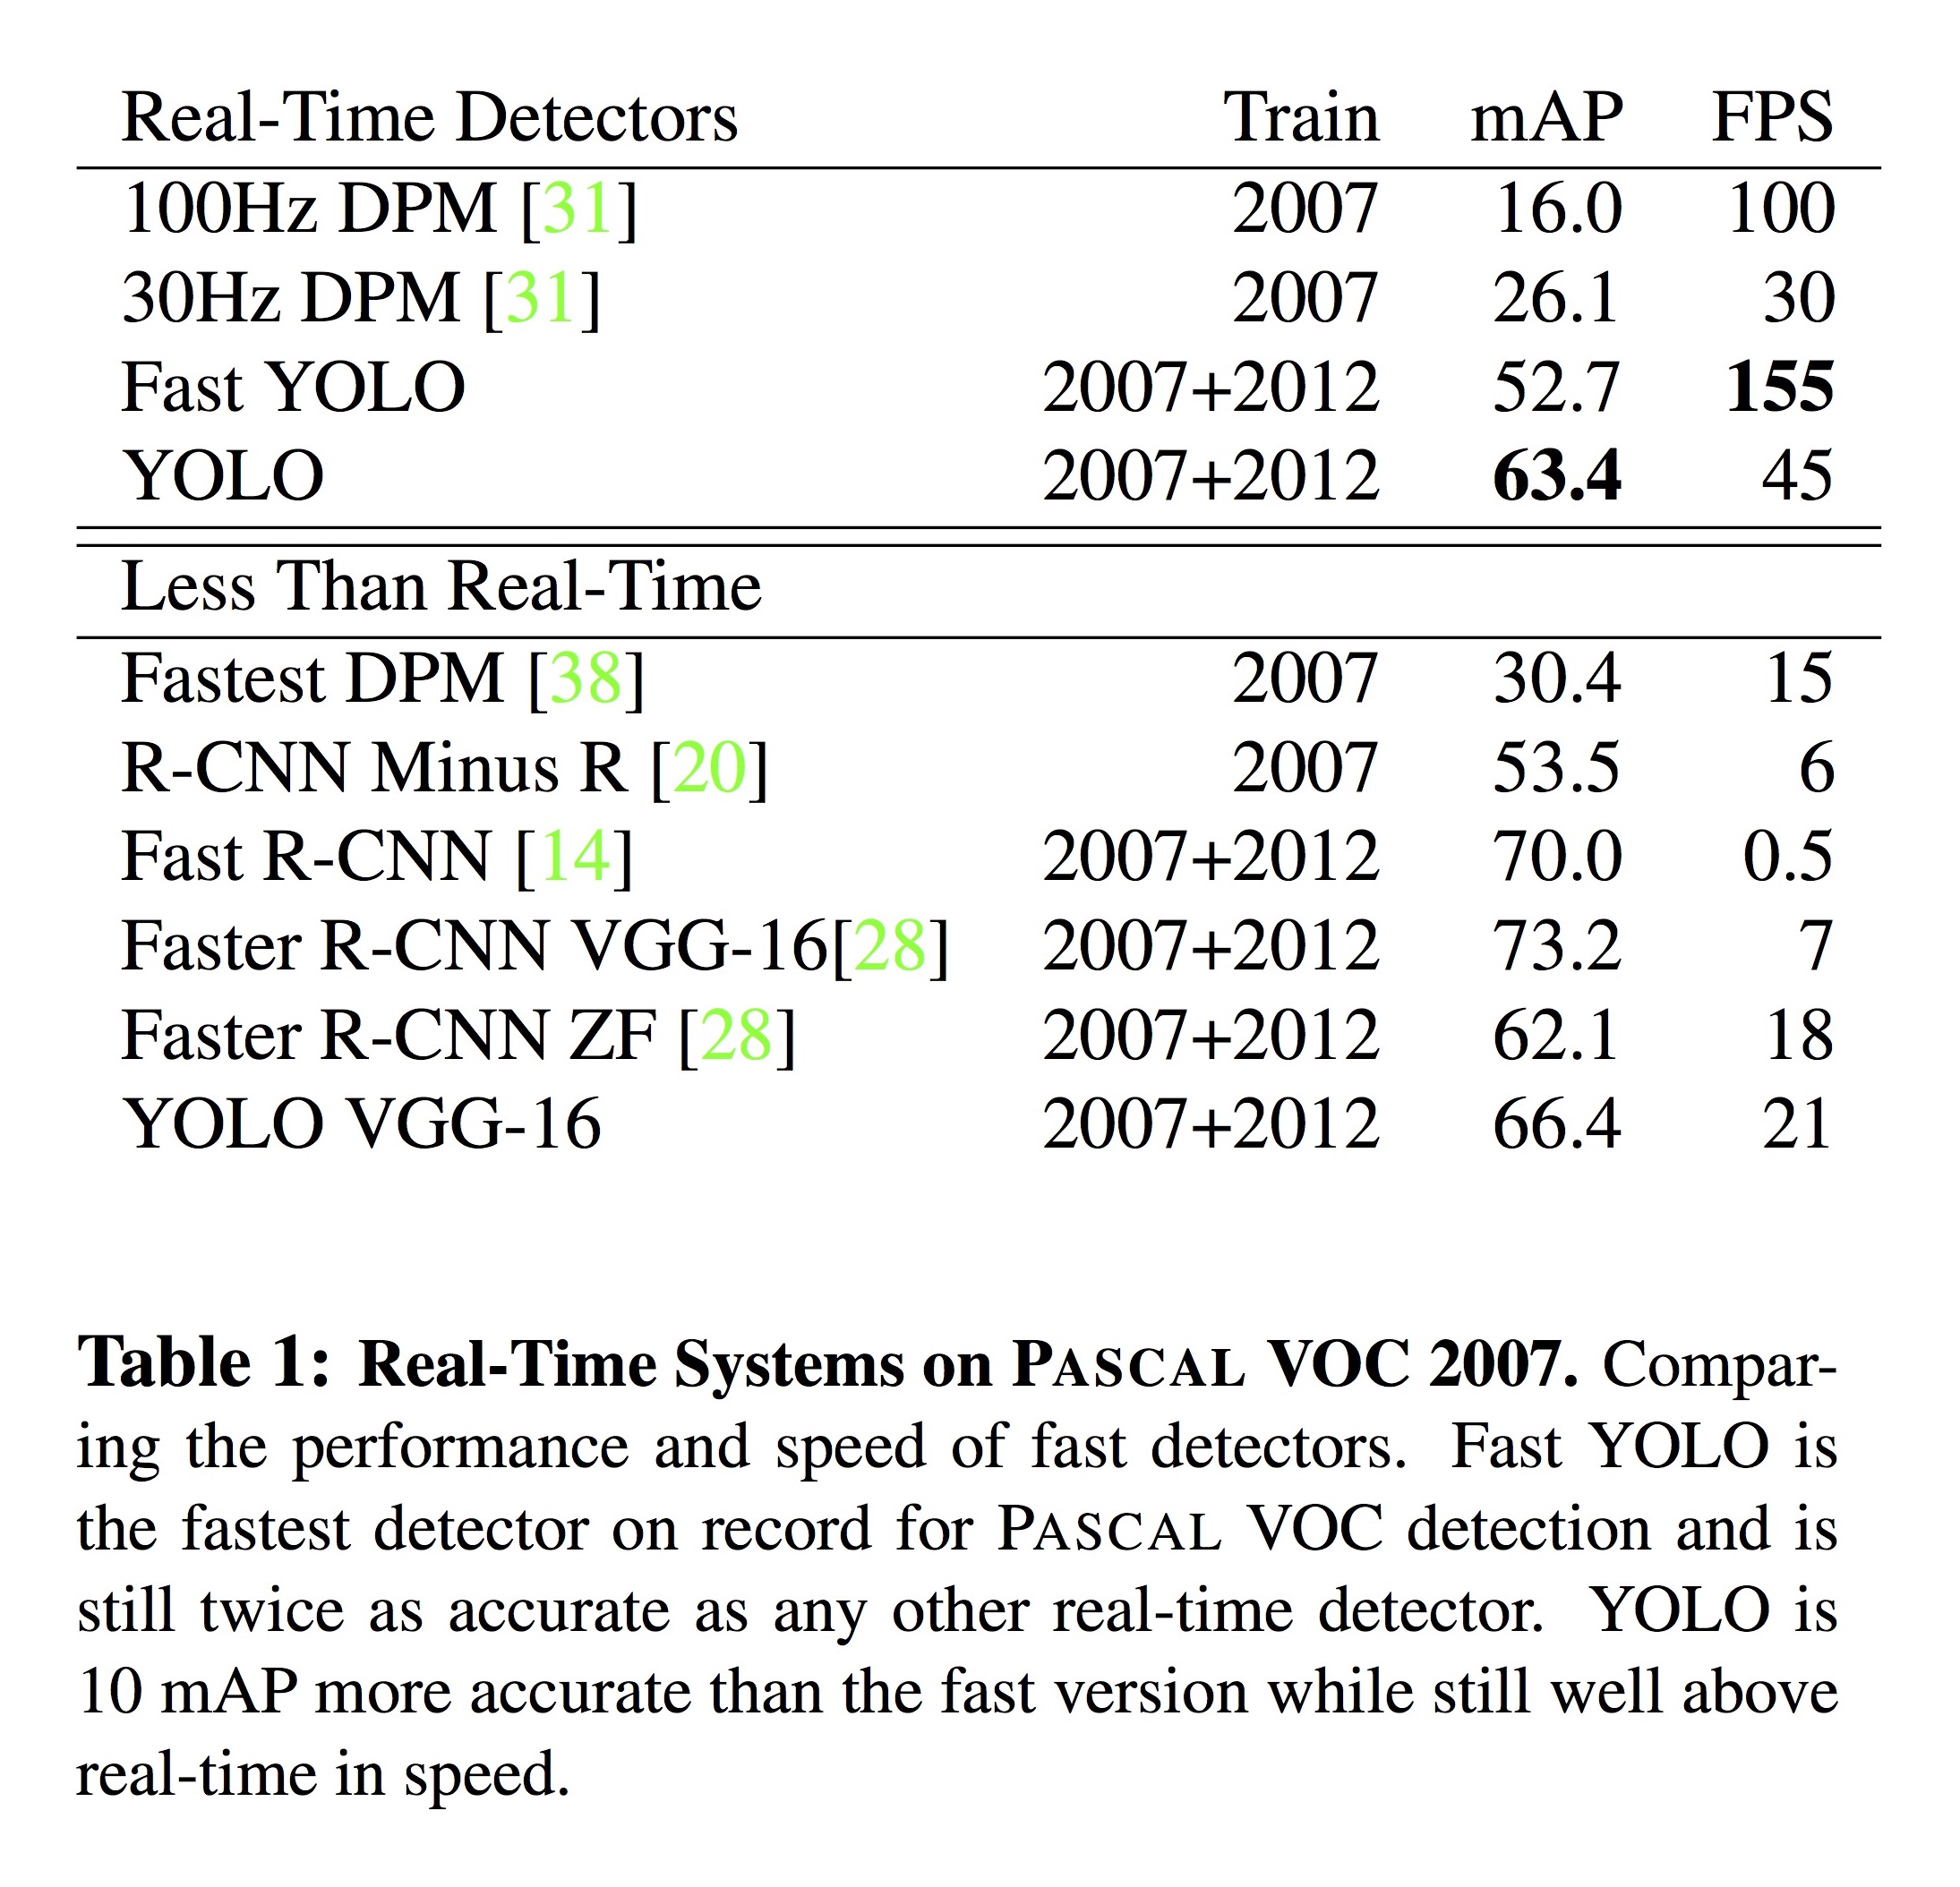 Real-Time Detectors Train mAP FPS
100Hz DPM [31] 2007 16.0 100
30Hz DPM [31] 2007 26.1 30
Fast YOLO 2007+2012 52.7 155
YOLO 2007+2012 63.4 45
Less Than Real-Time
Fastest DPM [38] 2007 30.4 15
R-CNN Minus R [20] 2007 53.5 6
Fast R-CNN [14] 2007+2012 70.0 0.5
Faster R-CNN VGG-16[28] 2007+2012 73.2 7
Faster R-CNN ZF [28] 2007+2012 62.1 18
YOLO VGG-16 2007+2012 66.4 21
Table 1: Real-Time Systems on PASCAL VOC 2007. Compar-
ing the performance and speed of fast detectors. Fast YOLO is
the fastest detector on record for PASCAL VOC detection and is
still twice as accurate as any other real-time detector. YOLO is
10 mAP more accurate than the fast version while still well above
real-time in speed.